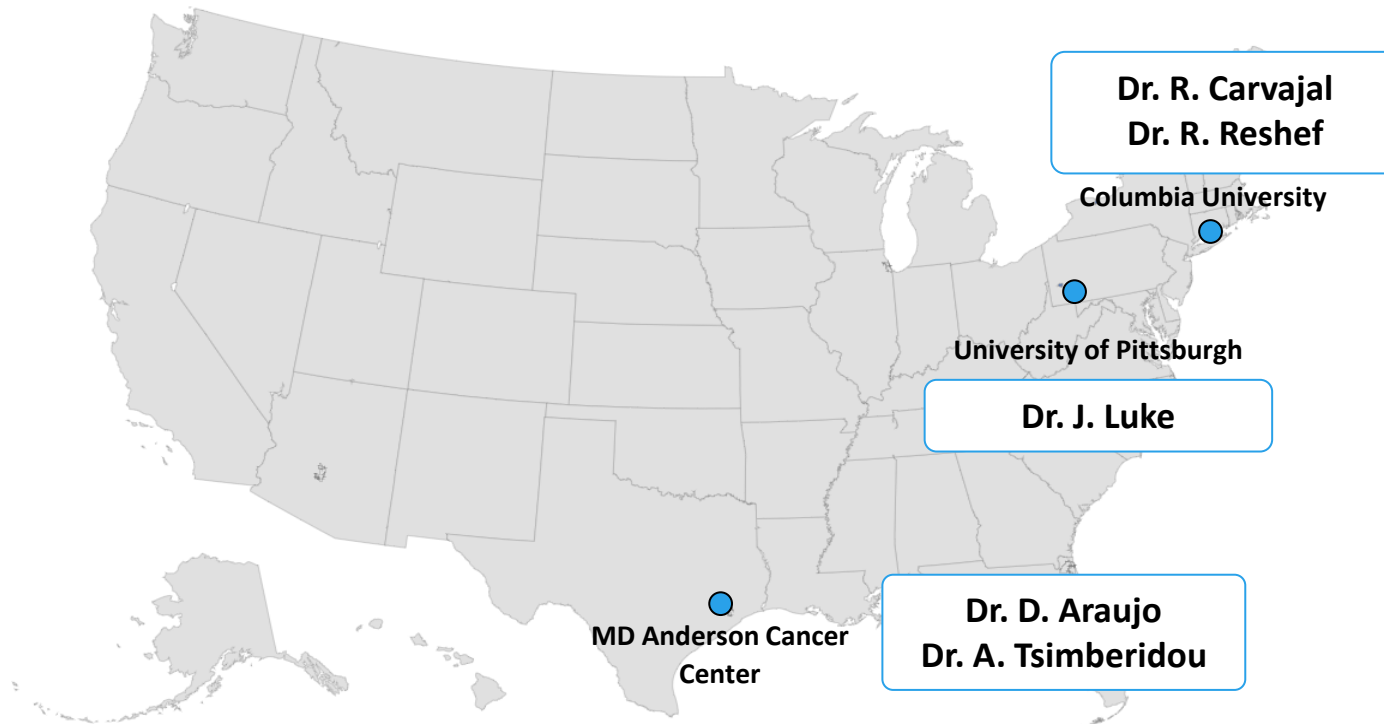 Dr. R. Carvajal
Dr. R. Reshef
Columbia University
University of Pittsburgh
Dr. J. Luke
MD Anderson Cancer
Center
Dr. D. Araujo
Dr. A. Tsimberidou